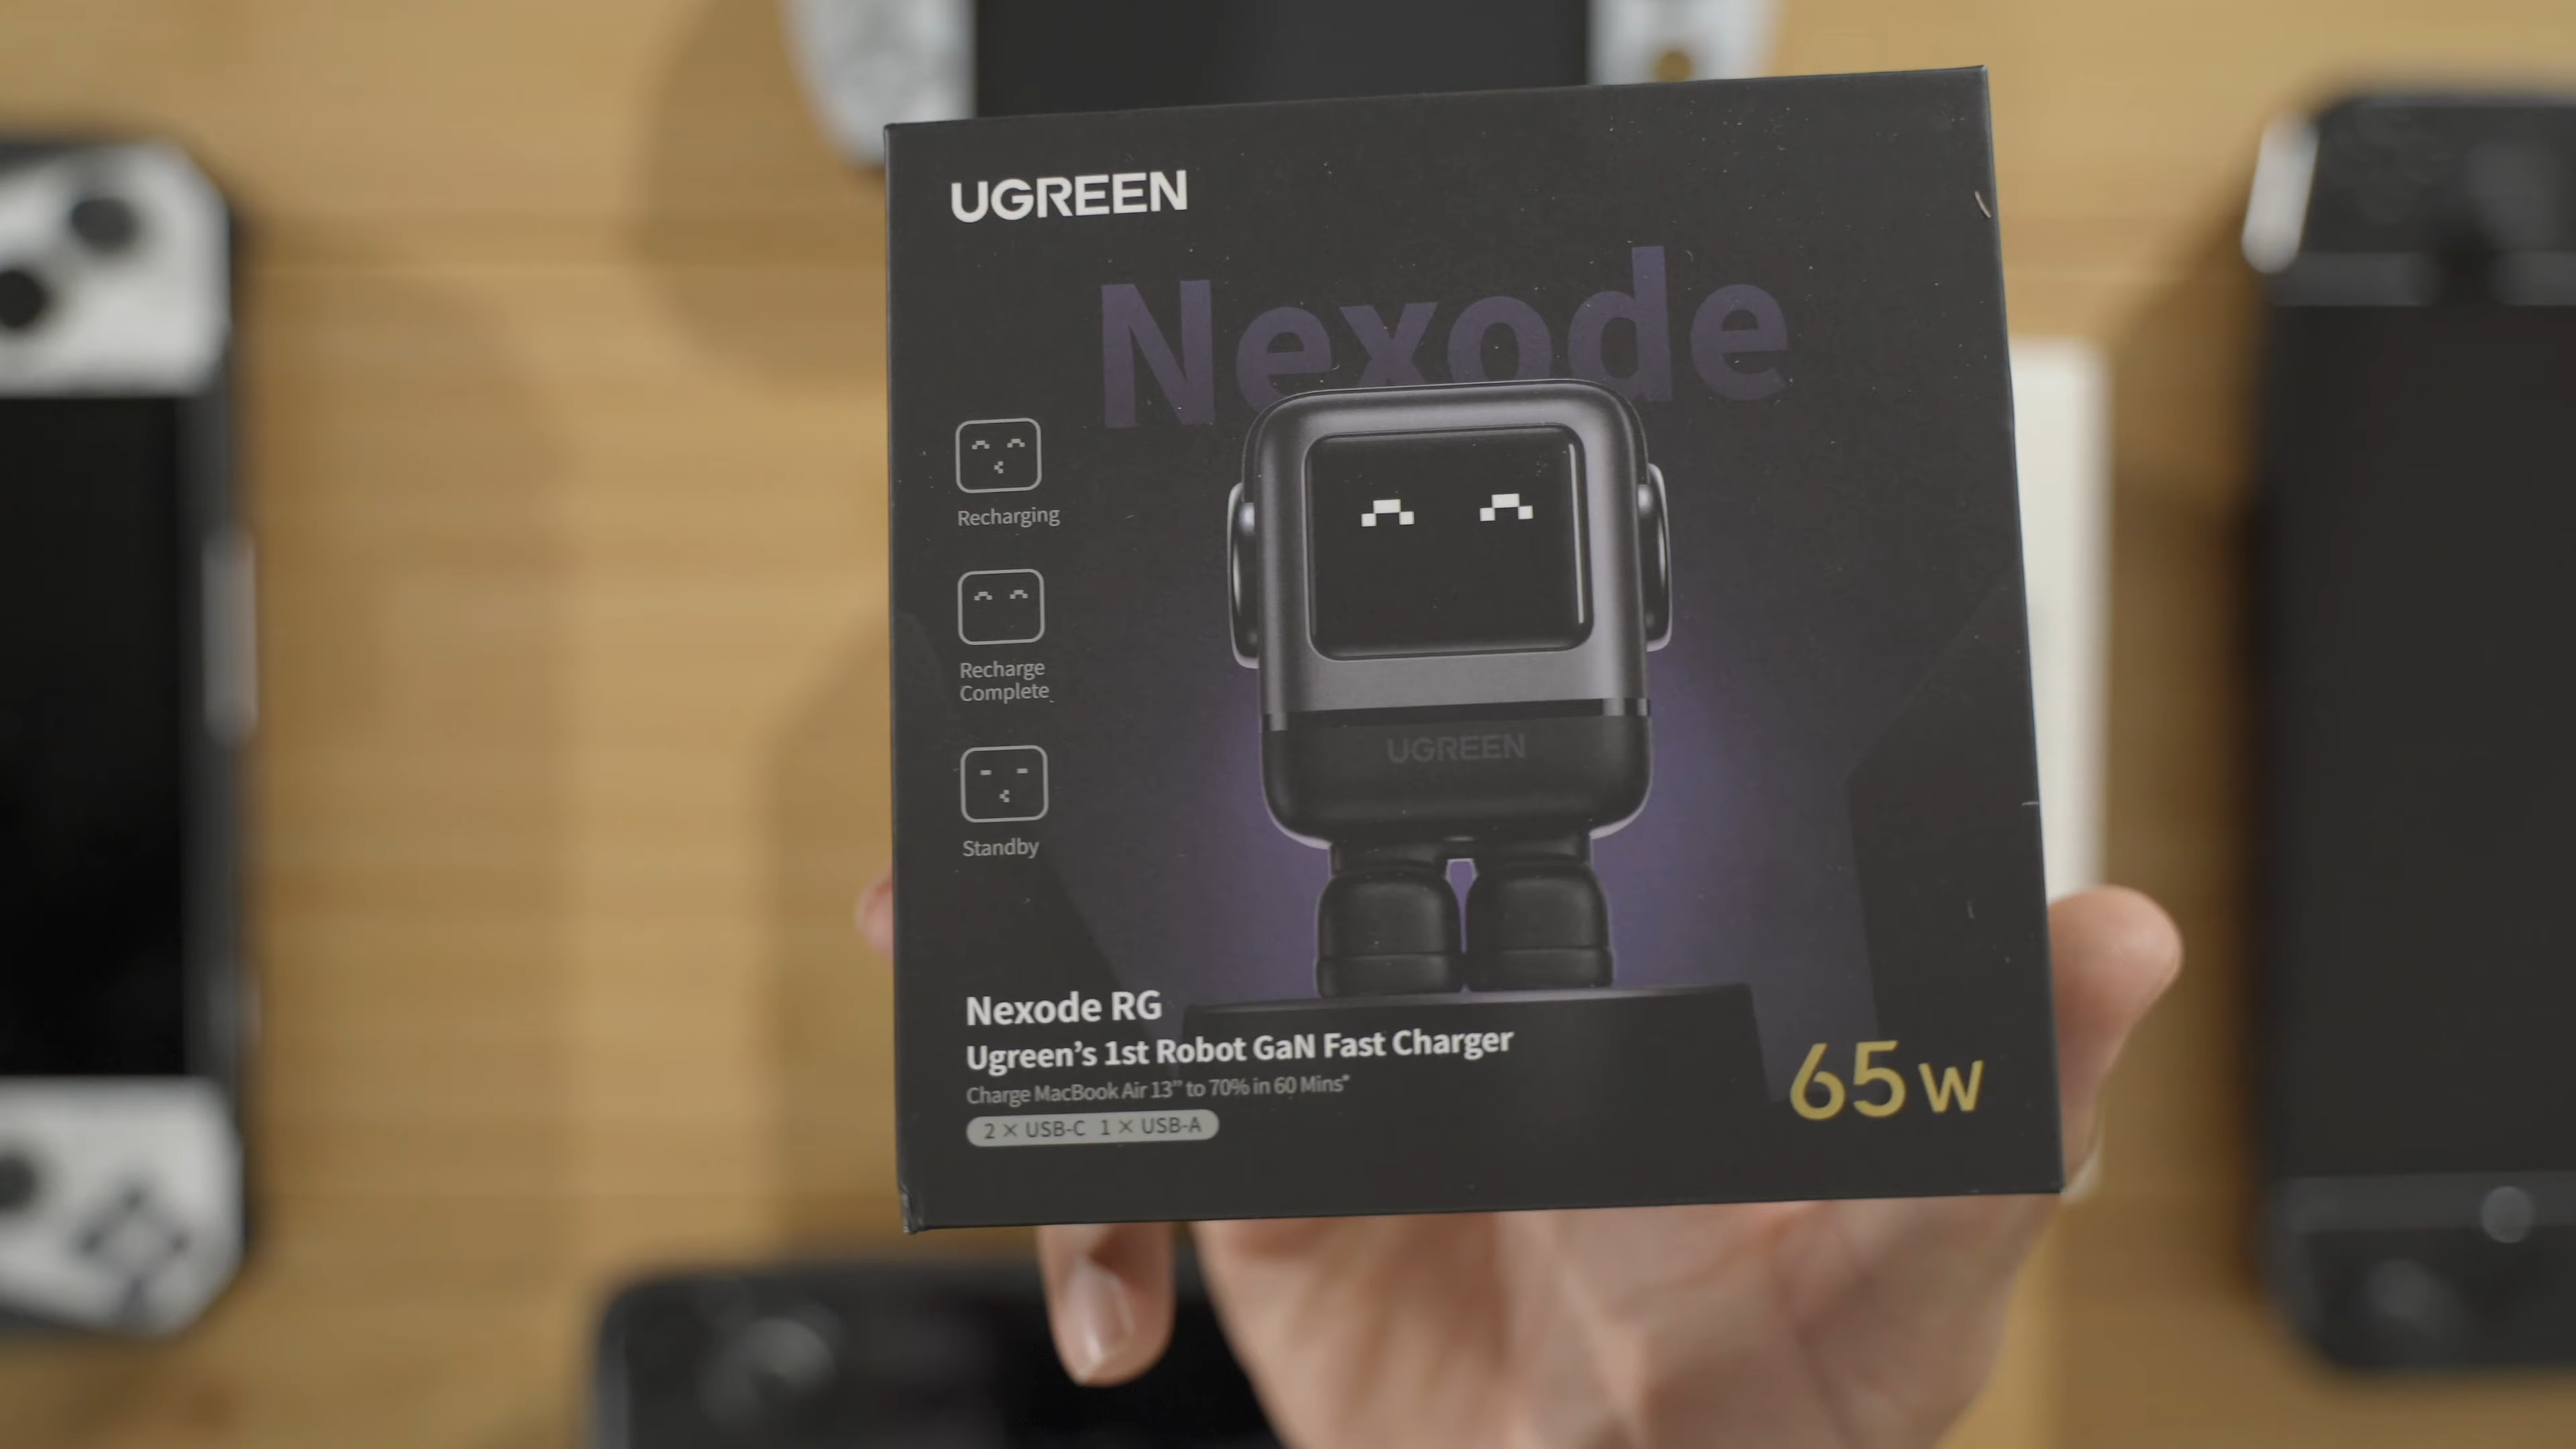 UGREEN
Nexode
Recharging
Recharge
Complete
Standby
UGREEN
Nexode RG
Ugreen’s 1st Robot GaN Fast Charger
Charge MacBook Air 13” to 70% in 60 Mins*
2 × USB-C 1 × USB-A
65W